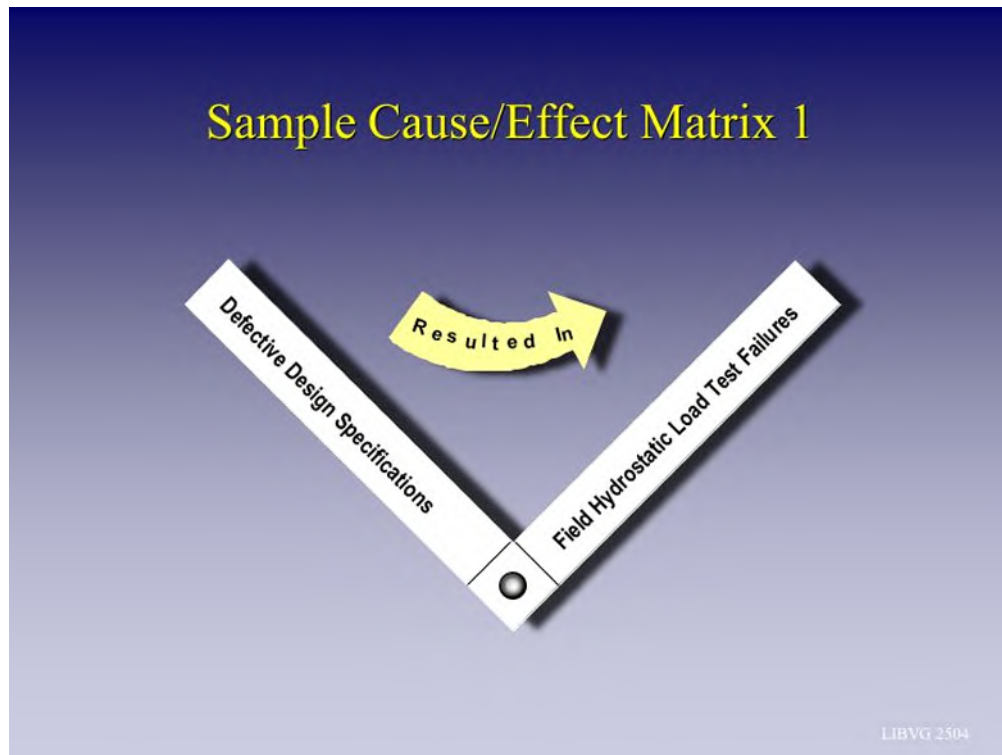 Sample Cause/Effect Matrix 1
Defective Design Specifications
Resulted In
Field Hydrostatic Load Test Failures
LIBVG 2504